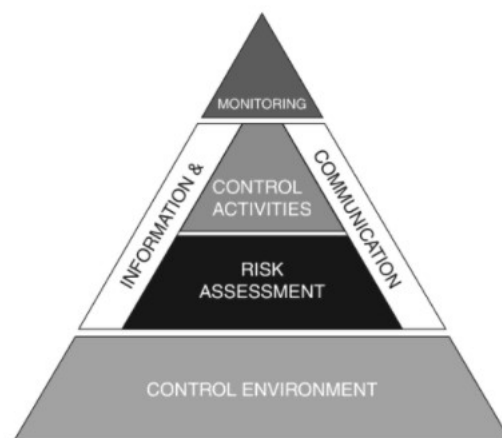 MONITORING
INFORMATION &
COMMUNICATION
CONTROL
ACTIVITIES
RISK
ASSESSMENT
CONTROL ENVIRONMENT